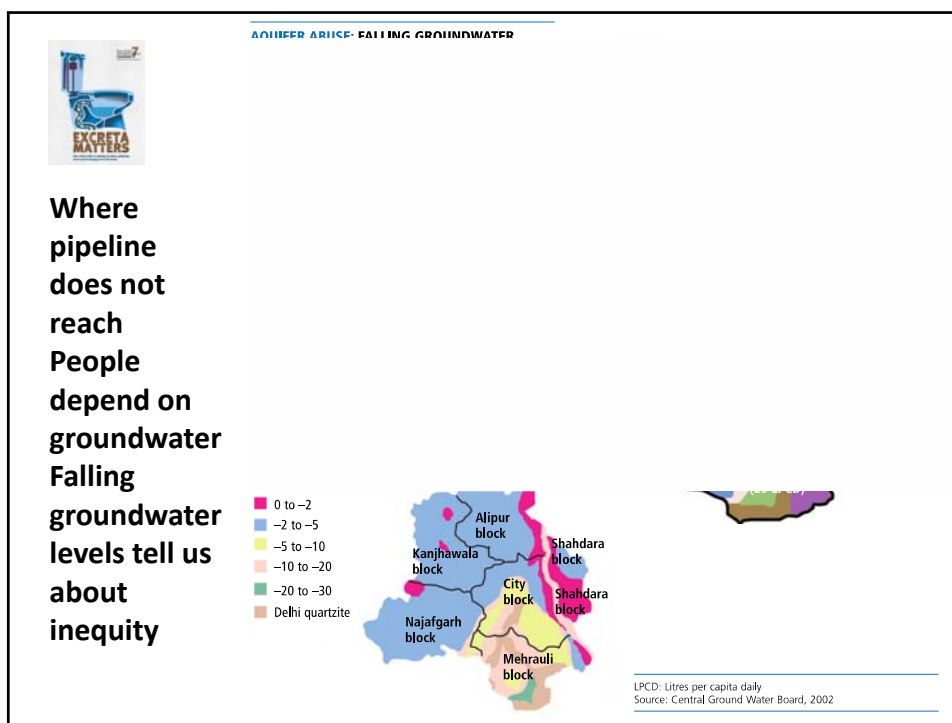 EXCRETA
MATTERS
Where
pipeline
does not
reach
People
depend on
groundwater
Falling
groundwater
levels tell us
about
inequity
AQUIFER ABUSE: FALLING GROUNDWATER
0 to –2
–2 to –5
–5 to –10
–10 to –20
–20 to –30
Delhi quartzite
Alipur
block
Kanjhawala
block
Shahdara
block
City
block
Shahdara
block
Najafgarh
block
Mehrauli
block
LPCD: Litres per capita daily
Source: Central Ground Water Board, 2002